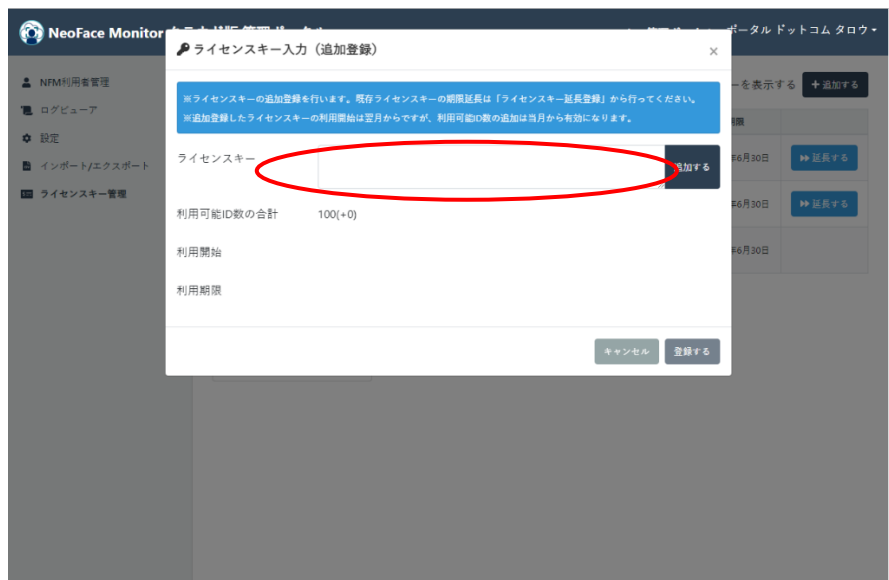 NeoFace Monitor
ポータル ドットコム タロウ
ライセンスキー入力（追加登録）
×
NFM利用者管理
ログビューア
設定
インポート/エクスポート
ライセンスキー管理
ーを表示する
+追加する
※ライセンスキーの追加登録を行います。既存ライセンスキーの期限延長は「ライセンスキー延長登録」から行ってください。
※追加登録したライセンスキーの利用開始は翌月からですが、利用可能ID数の追加は当月から有効になります。
ライセンスキー
追加する
利用可能ID数の合計
100(+0)
利用開始
利用期限
キャンセル
登録する
期限
年6月30日
延長する
年6月30日
延長する
年6月30日